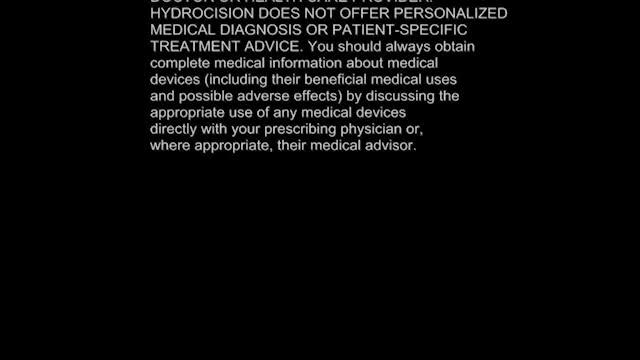 HYDROCISION DOES NOT OFFER PERSONALIZED
MEDICAL DIAGNOSIS OR PATIENT-SPECIFIC
TREATMENT ADVICE. You should always obtain
complete medical information about medical
devices (including their beneficial medical uses
and possible adverse effects) by discussing the
appropriate use of any medical devices
directly with your prescribing physician or,
where appropriate, their medical advisor.